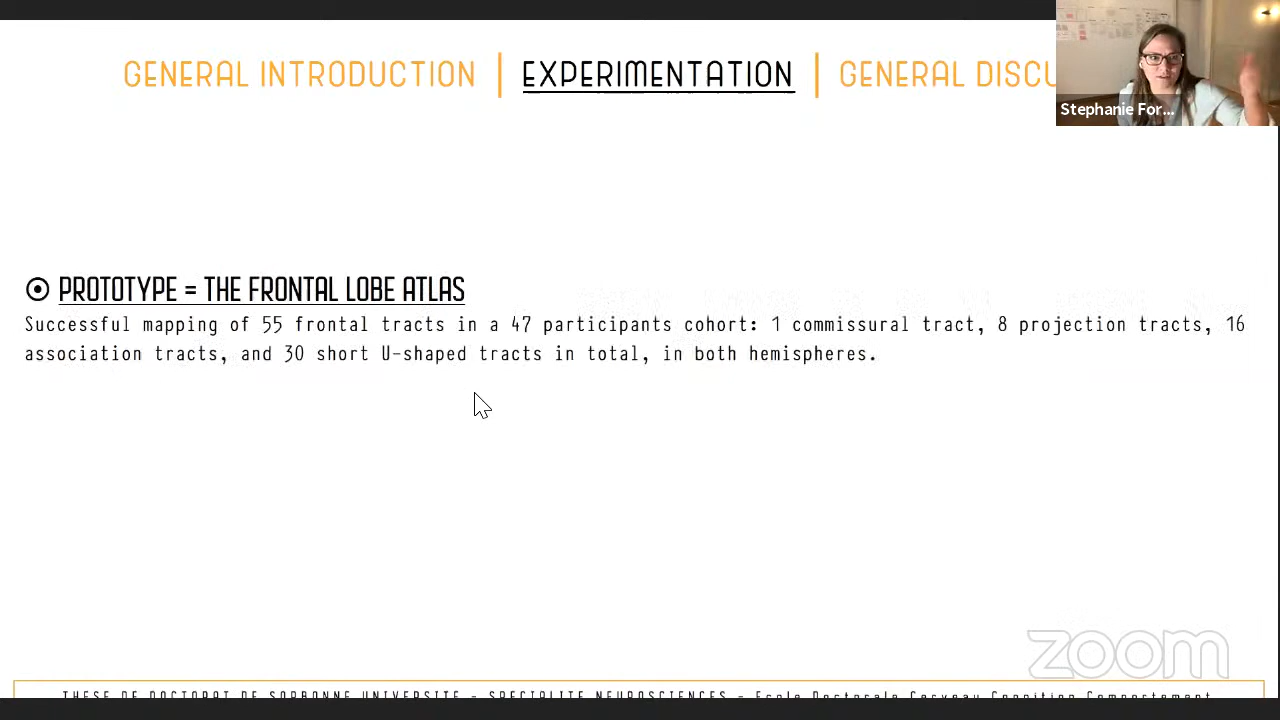 GENERAL INTRODUCTION | EXPERIMENTATION | GENERAL
Stephanie For...
PROTOTYPE = THE FRONTAL LOBE ATLAS
Successful mapping of 55 frontal tracts in a 47 participants cohort: 1 commissural tract, 8 projection tracts, 16
association tracts, and 30 short U-shaped tracts in total, in both hemispheres.
zoom
THESE DE DOCTORAT DE SORBONNE UNIVERSITE - SPECIALITE NEUROSCIENCES - Ecole Doctorale Cerveau Cognition Comportement